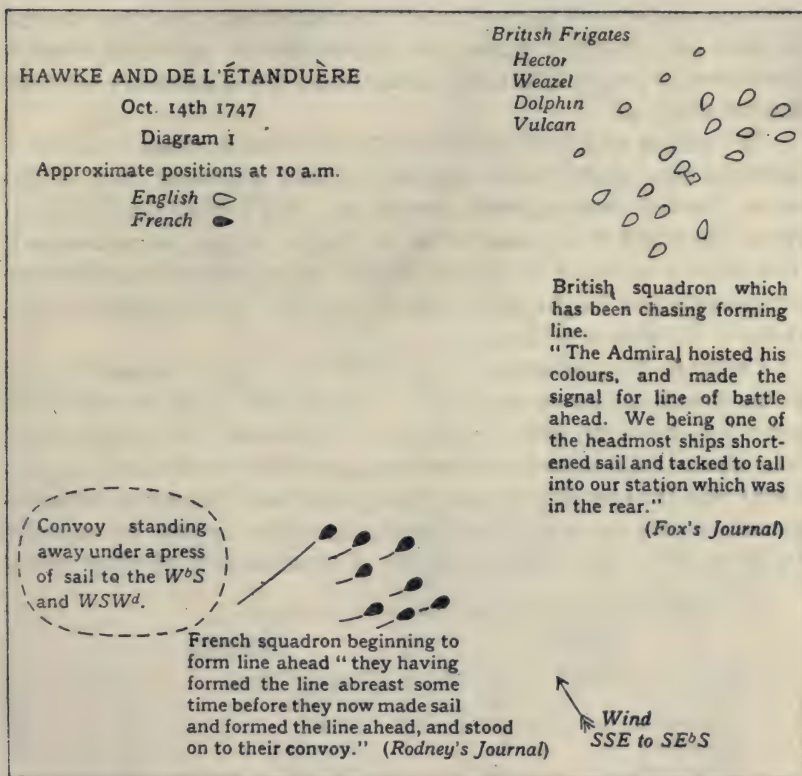 HAWKE AND DE L'ÉTANDUÈRE
Oct. 14th 1747
Diagram 1
Approximate positions at 10 a.m.
English
French
British Frigates
Hector
Weazel
Dolphin
Vulcan
British squadron which
has been chasing forming
line.
" The Admiral hoisted his
colours, and made the
signal for line of battle
ahead. We being one of
the headmost ships short-
ened sail and tacked to fall
into our station which was
in the rear."
(Fox's Journal)
Convoy standing
away under a press
of sail to the WᵇS
and WSWᵈ.
French squadron beginning to
form line ahead " they having
formed the line abreast some
time before they now made sail
and formed the line ahead, and stood
on to their convoy." (Rodney's Journal)
Wind
SSE to SEᵇS